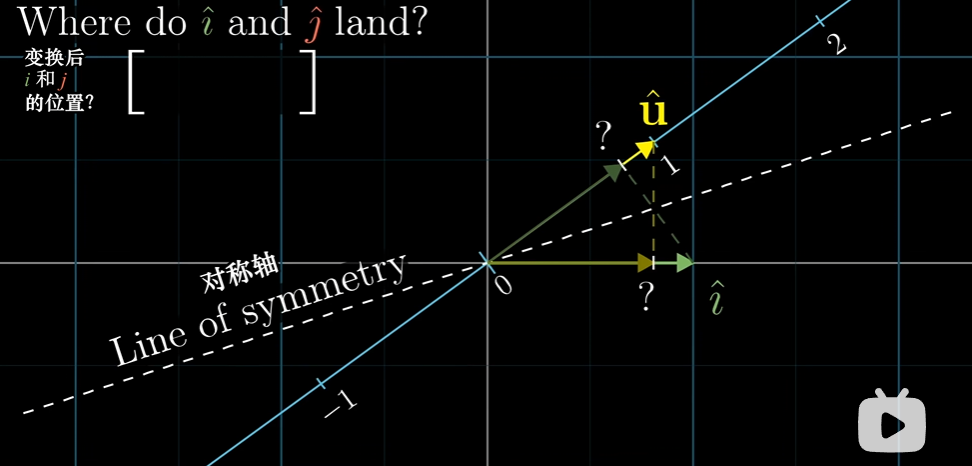 Where do î and ĵ land?
变换后
i 和 j
的位置?
[ ]
2
û
?
1
对称轴
Line of symmetry
0
?
î
-1